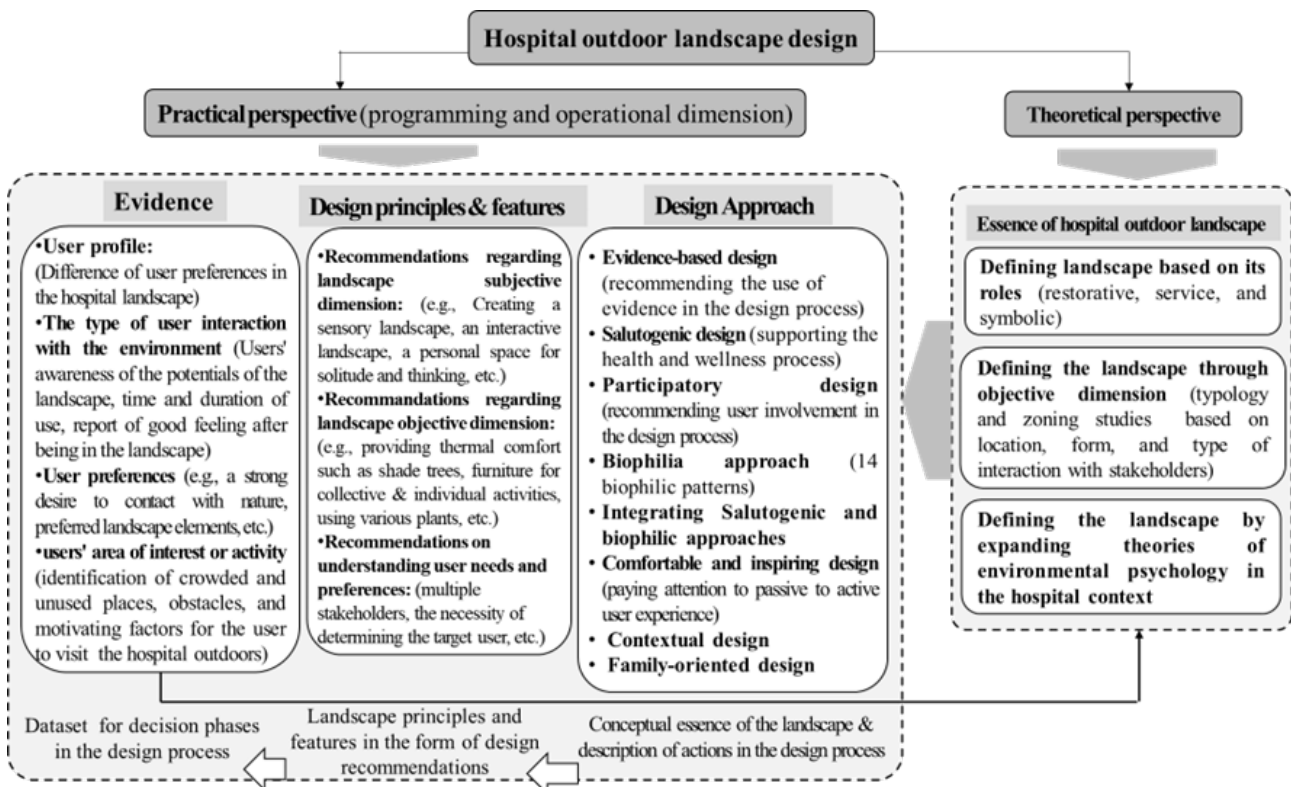 Hospital outdoor landscape design
Practical perspective (programming and operational dimension)
Theoretical perspective
Evidence
•User profile:
(Difference of user preferences in
the hospital landscape)
•The type of user interaction
with the environment (Users'
awareness of the potentials of the
landscape, time and duration of
use, report of good feeling after
being in the landscape)
•User preferences (e.g., a strong
desire to contact with nature,
preferred landscape elements, etc.)
•users' area of interest or activity
(identification of crowded and
unused places, obstacles, and
motivating factors for the user
to visit the hospital outdoors)
Design principles & features
•Recommendations regarding
landscape subjective
dimension: (e.g., Creating a
sensory landscape, an interactive
landscape, a personal space for
solitude and thinking, etc.)
•Recommandations regarding
landscape objective dimension:
(e.g., providing thermal comfort
such as shade trees, furniture for
collective & individual activities,
using various plants, etc.)
•Recommendations on
understanding user needs and
preferences: (multiple
stakeholders, the necessity of
determining the target user, etc.)
Design Approach
• Evidence-based design
(recommending the use of
evidence in the design process)
• Salutogenic design (supporting the
health and wellness process)
• Participatory design
(recommending user involvement in
the design process)
• Biophilia approach (14
biophilic patterns)
• Integrating Salutogenic and
biophilic approaches
• Comfortable and inspiring design
(paying attention to passive to active
user experience)
• Contextual design
• Family-oriented design
Essence of hospital outdoor landscape
Defining landscape based on its
roles (restorative, service, and
symbolic)
Defining the landscape through
objective dimension (typology
and zoning studies based on
location, form, and type of
interaction with stakeholders)
Defining the landscape by
expanding theories of
environmental psychology in
the hospital context
Dataset for decision phases
in the design process
Landscape principles and
features in the form of design
recommendations
Conceptual essence of the landscape &
description of actions in the design process